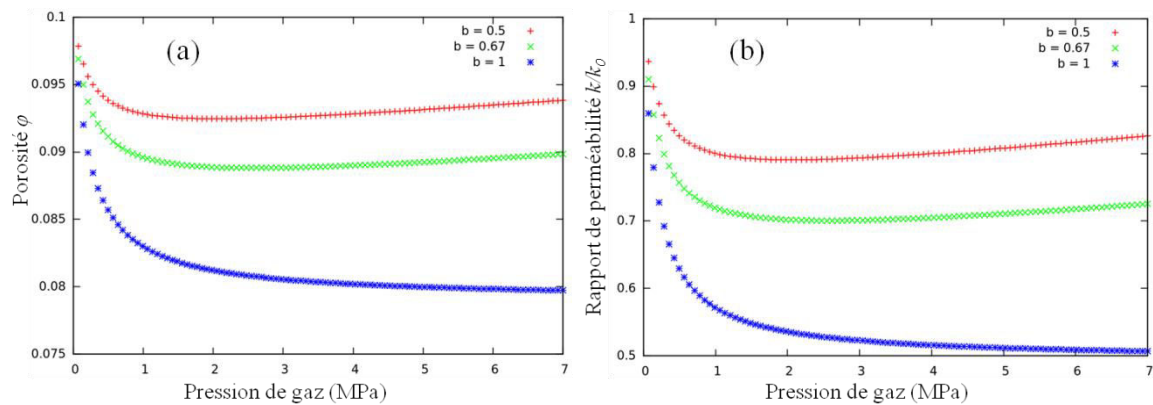 0.1
0.095
0.09
0.085
0.08
0.075
Porosité φ
(a)
b = 0.5
b = 0.67
b = 1
0 1 2 3 4 5 6 7
Pression de gaz (MPa)
1
0.9
0.8
0.7
0.6
0.5
Rapport de perméabilité k/k0
(b)
b = 0.5
b = 0.67
b = 1
0 1 2 3 4 5 6 7
Pression de gaz (MPa)